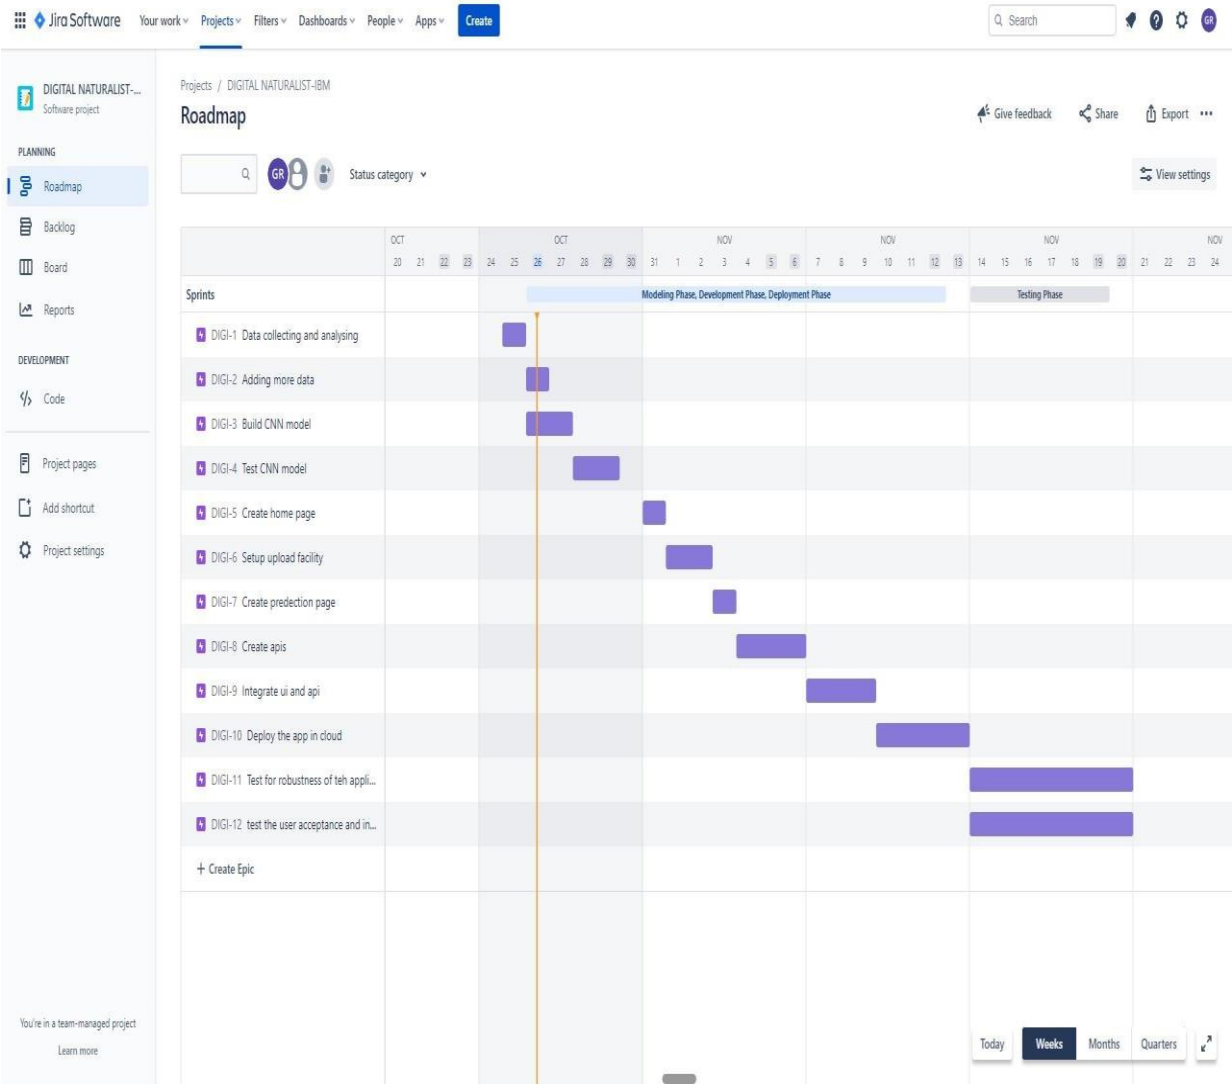 Jira Software Your work Projects Filters Dashboards People Apps Create Search GR
DIGITAL NATURALIST-...
Software project
PLANNING
Roadmap
Backlog
Board
Reports
DEVELOPMENT
Code
Project pages
Add shortcut
Project settings
You're in a team-managed project
Learn more
Projects / DIGITAL NATURALIST-IBM
Roadmap
Give feedback Share Export
GR Status category View settings
OCT OCT NOV NOV NOV NOV
20 21 22 23 24 25 26 27 28 29 30 31 1 2 3 4 5 6 7 8 9 10 11 12 13 14 15 16 17 18 19 20 21 22 23 24
Sprints Modeling Phase, Development Phase, Deployment Phase Testing Phase
DIGI-1 Data collecting and analysing
DIGI-2 Adding more data
DIGI-3 Build CNN model
DIGI-4 Test CNN model
DIGI-5 Create home page
DIGI-6 Setup upload facility
DIGI-7 Create predection page
DIGI-8 Create apis
DIGI-9 Integrate ui and api
DIGI-10 Deploy the app in cloud
DIGI-11 Test for robustness of teh appli...
DIGI-12 test the user acceptance and in...
+ Create Epic
Today Weeks Months Quarters